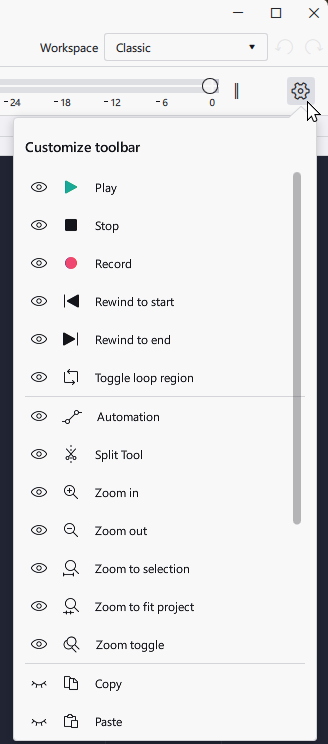 Workspace Classic
-24 -18 -12 -6 0
Customize toolbar
Play
Stop
Record
Rewind to start
Rewind to end
Toggle loop region
Automation
Split Tool
Zoom in
Zoom out
Zoom to selection
Zoom to fit project
Zoom toggle
Copy
Paste